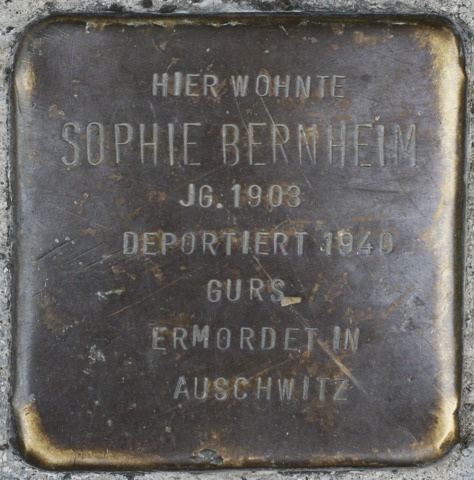 HIER WOHNTE
SOPHIE BERNHEIM
JG. 1903
DEPORTIERT 1940
GURS
ERMORDET IN
AUSCHWITZ